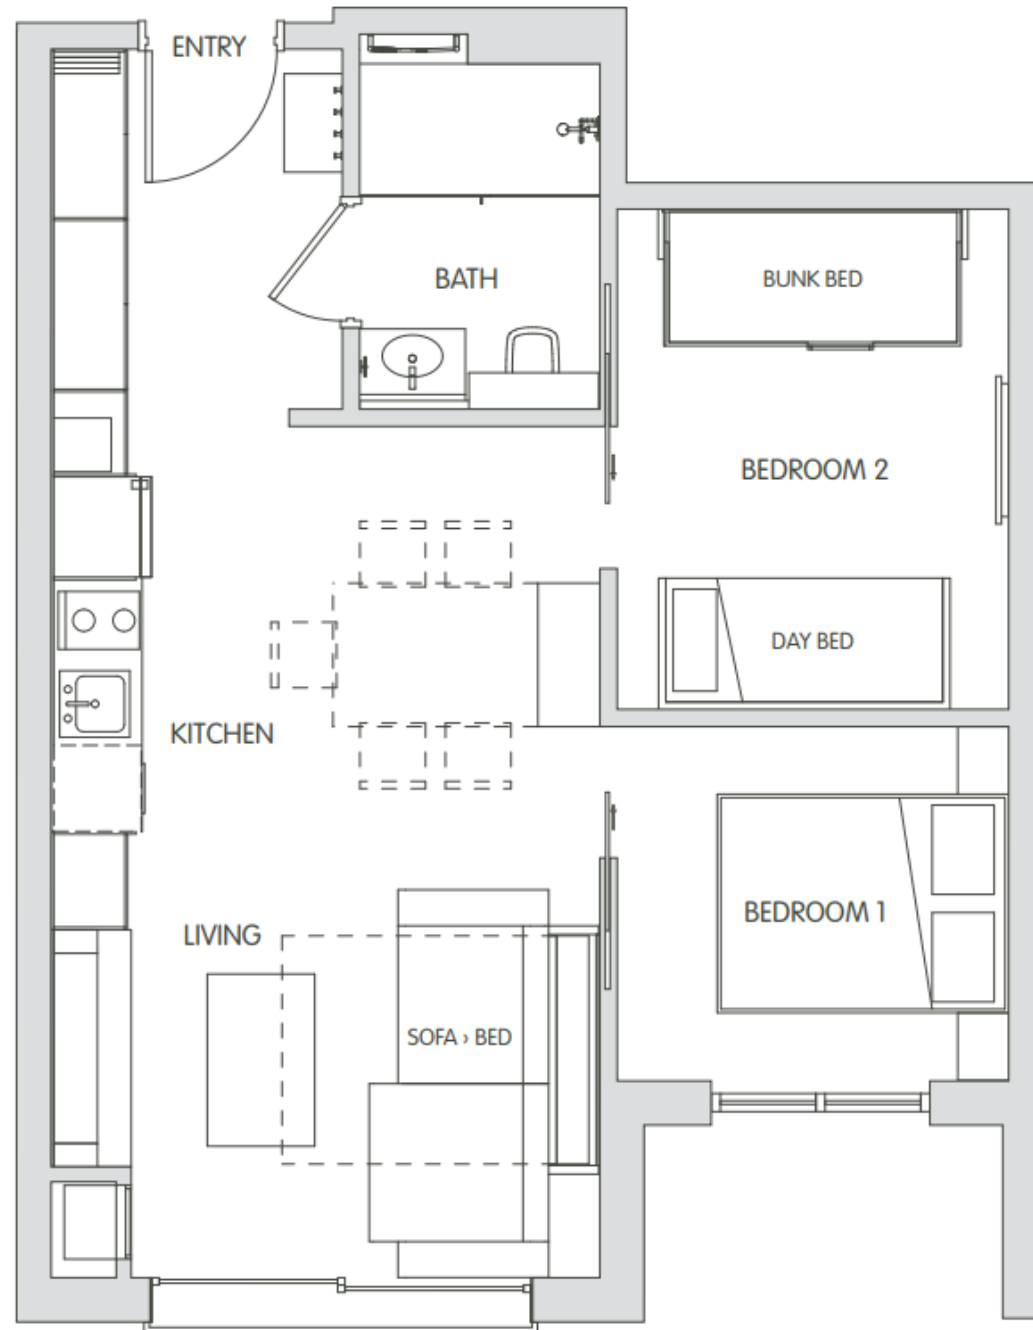 ENTRY
BATH
BUNK BED
BEDROOM 2
DAY BED
KITCHEN
BEDROOM 1
LIVING
SOFA › BED